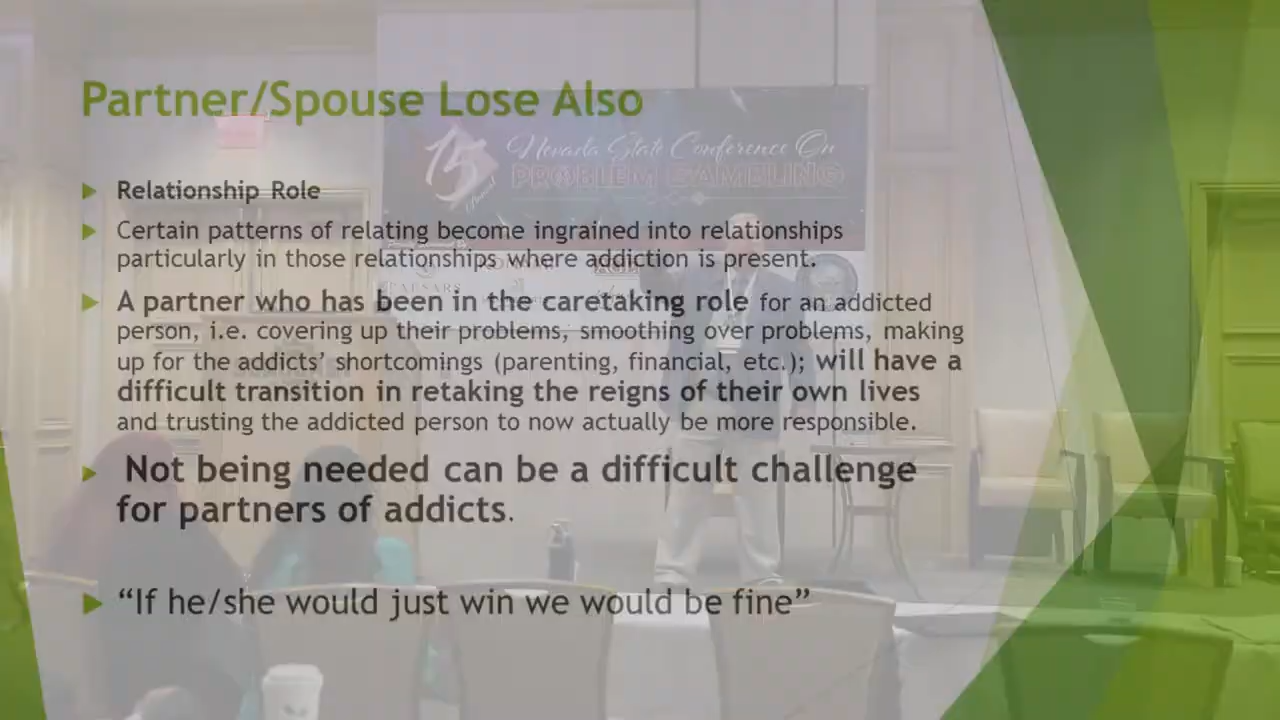 Partner/Spouse Lose Also
15
Annual
Nevada State Conference On
PROBLEM GAMBLING
Relationship Role
Certain patterns of relating become ingrained into relationships
particularly in those relationships where addiction is present.
CAESARS
A partner who has been in the caretaking role for an addicted
person, i.e. covering up their problems, smoothing over problems, making
up for the addicts’ shortcomings (parenting, financial, etc.); will have a
difficult transition in retaking the reigns of their own lives
and trusting the addicted person to now actually be more responsible.
Not being needed can be a difficult challenge
for partners of addicts.
“If he/she would just win we would be fine”